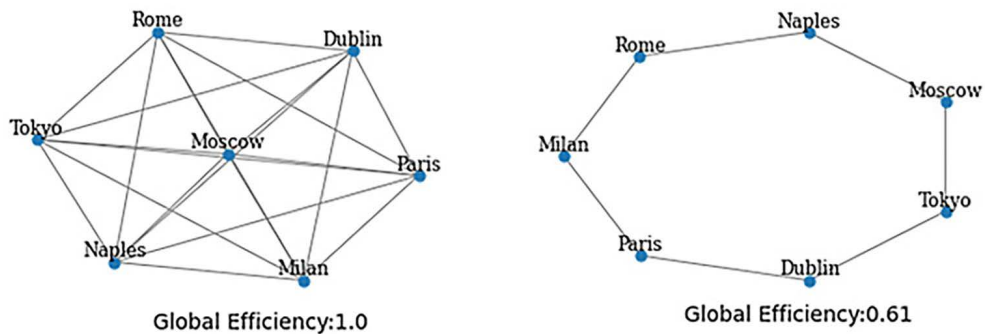 Rome
Dublin
Tokyo
Moscow
Paris
Naples
Milan
Global Efficiency:1.0
Naples
Rome
Moscow
Milan
Tokyo
Paris
Dublin
Global Efficiency:0.61